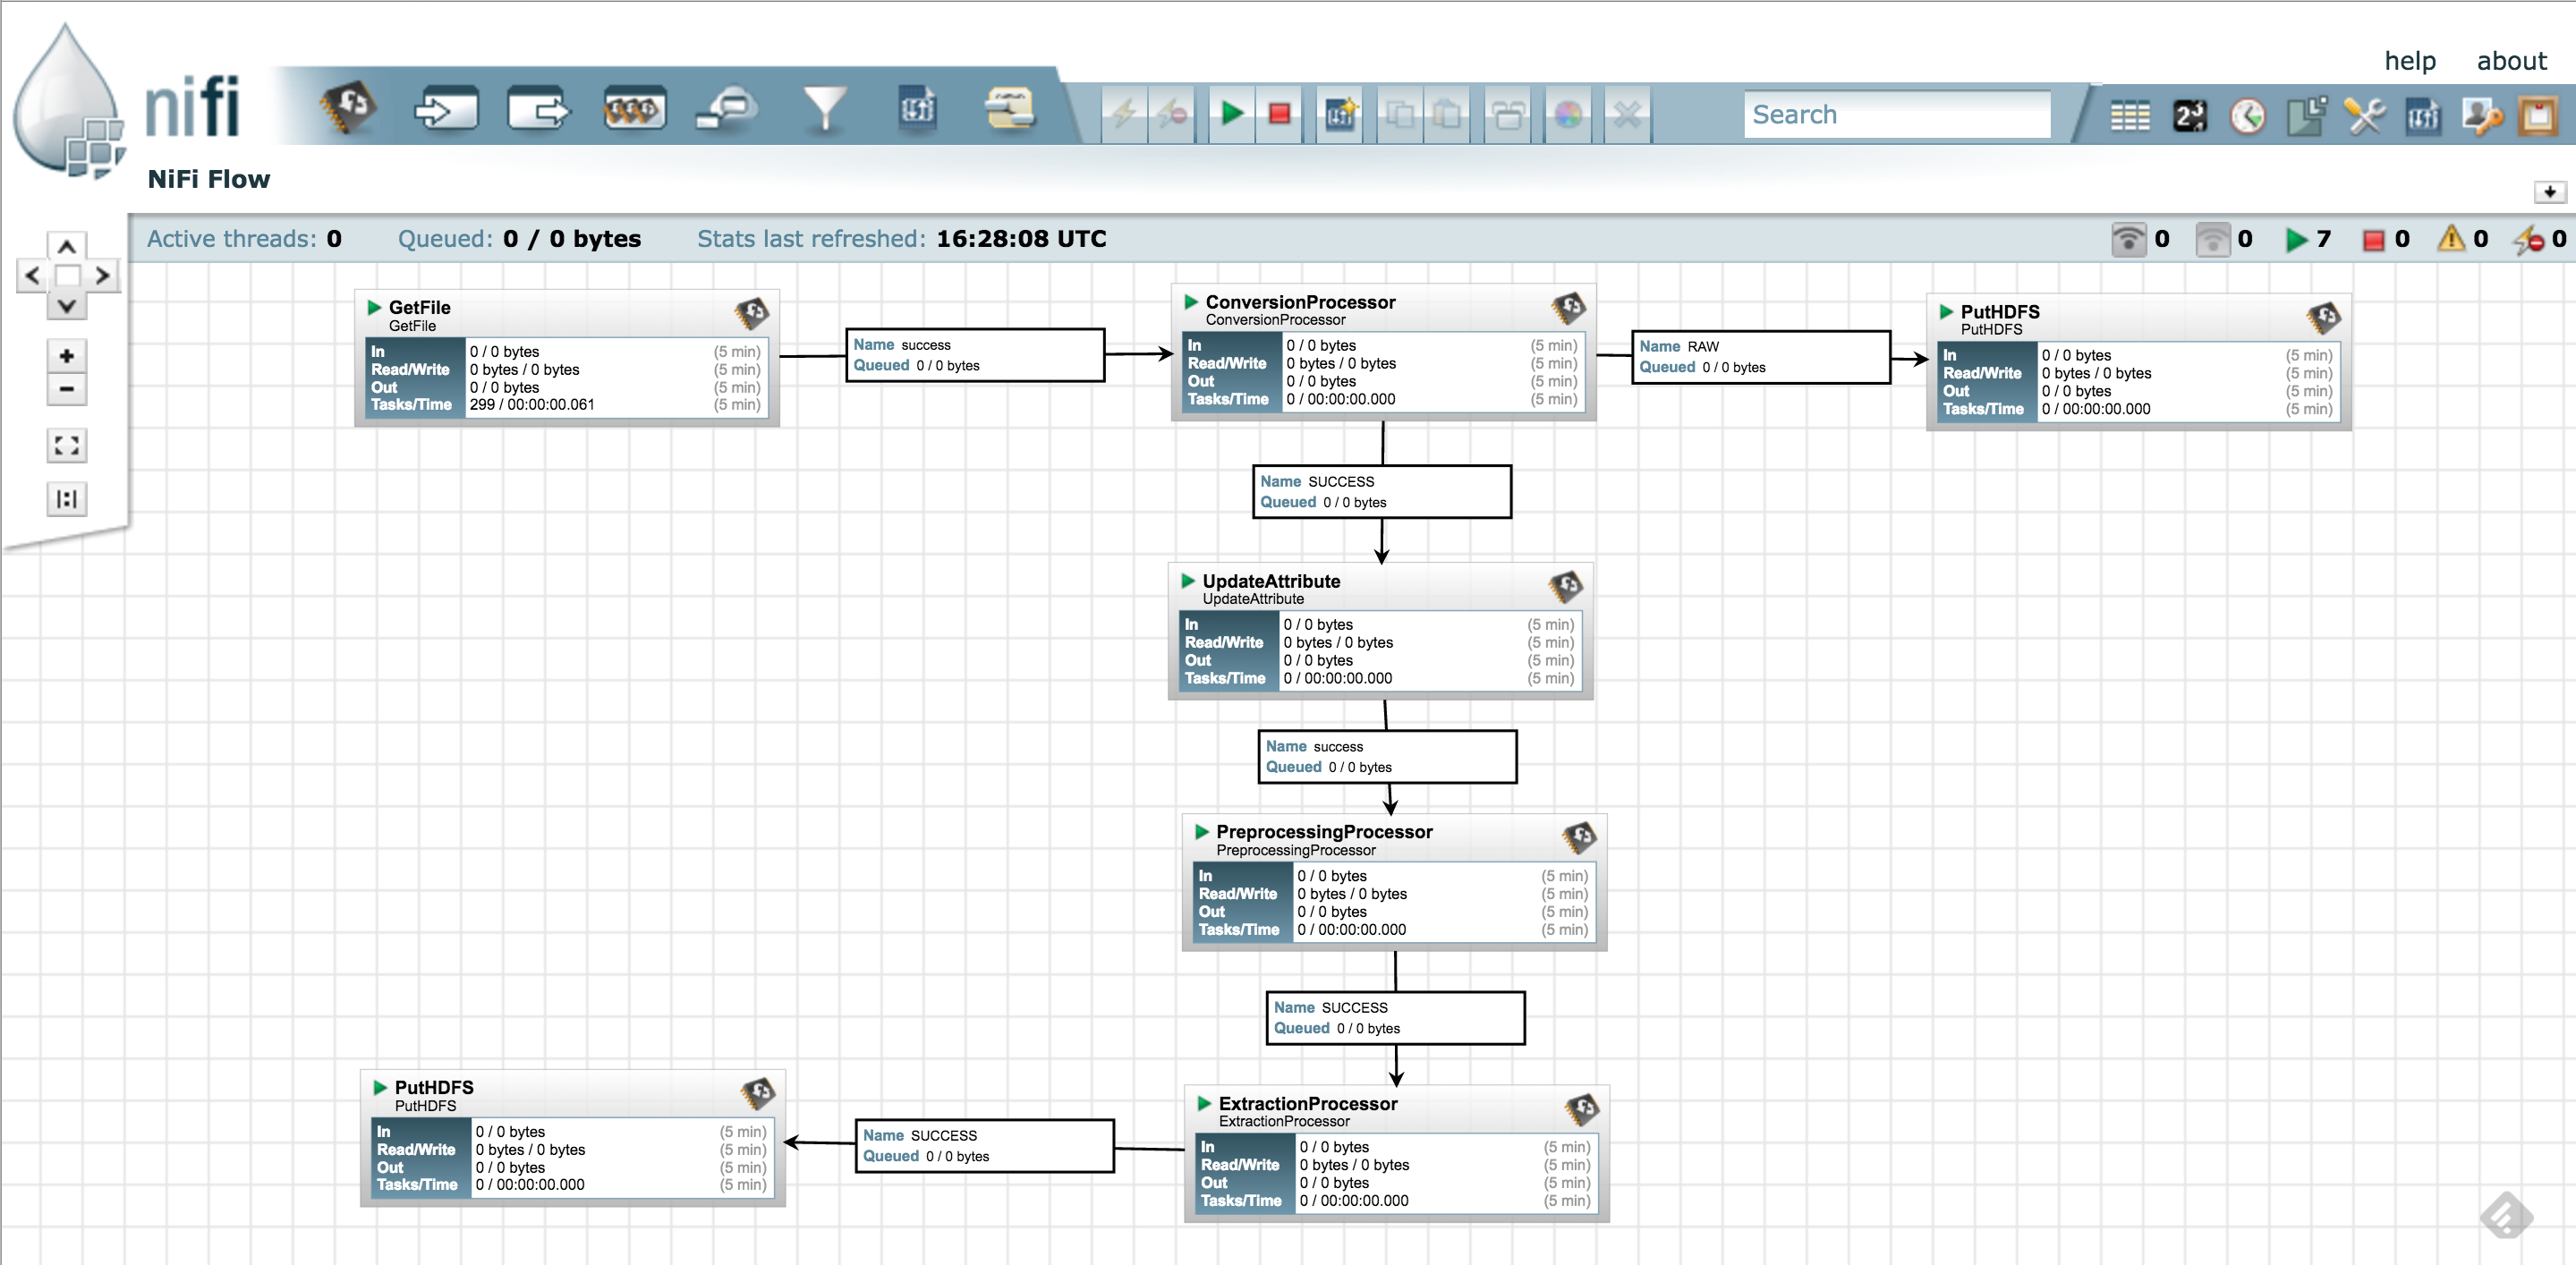 help about
nifi
Search
NiFi Flow
Active threads: 0 Queued: 0 / 0 bytes Stats last refreshed: 16:28:08 UTC 0 0 7 0 0 0
GetFile
GetFile
In 0 / 0 bytes (5 min)
Read/Write 0 bytes / 0 bytes (5 min)
Out 0 / 0 bytes (5 min)
Tasks/Time 299 / 00:00:00.061 (5 min)
Name success
Queued 0 / 0 bytes
ConversionProcessor
ConversionProcessor
In 0 / 0 bytes (5 min)
Read/Write 0 bytes / 0 bytes (5 min)
Out 0 / 0 bytes (5 min)
Tasks/Time 0 / 00:00:00.000 (5 min)
Name RAW
Queued 0 / 0 bytes
PutHDFS
PutHDFS
In 0 / 0 bytes (5 min)
Read/Write 0 bytes / 0 bytes (5 min)
Out 0 / 0 bytes (5 min)
Tasks/Time 0 / 00:00:00.000 (5 min)
Name SUCCESS
Queued 0 / 0 bytes
UpdateAttribute
UpdateAttribute
In 0 / 0 bytes (5 min)
Read/Write 0 bytes / 0 bytes (5 min)
Out 0 / 0 bytes (5 min)
Tasks/Time 0 / 00:00:00.000 (5 min)
Name success
Queued 0 / 0 bytes
PreprocessingProcessor
PreprocessingProcessor
In 0 / 0 bytes (5 min)
Read/Write 0 bytes / 0 bytes (5 min)
Out 0 / 0 bytes (5 min)
Tasks/Time 0 / 00:00:00.000 (5 min)
Name SUCCESS
Queued 0 / 0 bytes
ExtractionProcessor
ExtractionProcessor
In 0 / 0 bytes (5 min)
Read/Write 0 bytes / 0 bytes (5 min)
Out 0 / 0 bytes (5 min)
Tasks/Time 0 / 00:00:00.000 (5 min)
Name SUCCESS
Queued 0 / 0 bytes
PutHDFS
PutHDFS
In 0 / 0 bytes (5 min)
Read/Write 0 bytes / 0 bytes (5 min)
Out 0 / 0 bytes (5 min)
Tasks/Time 0 / 00:00:00.000 (5 min)